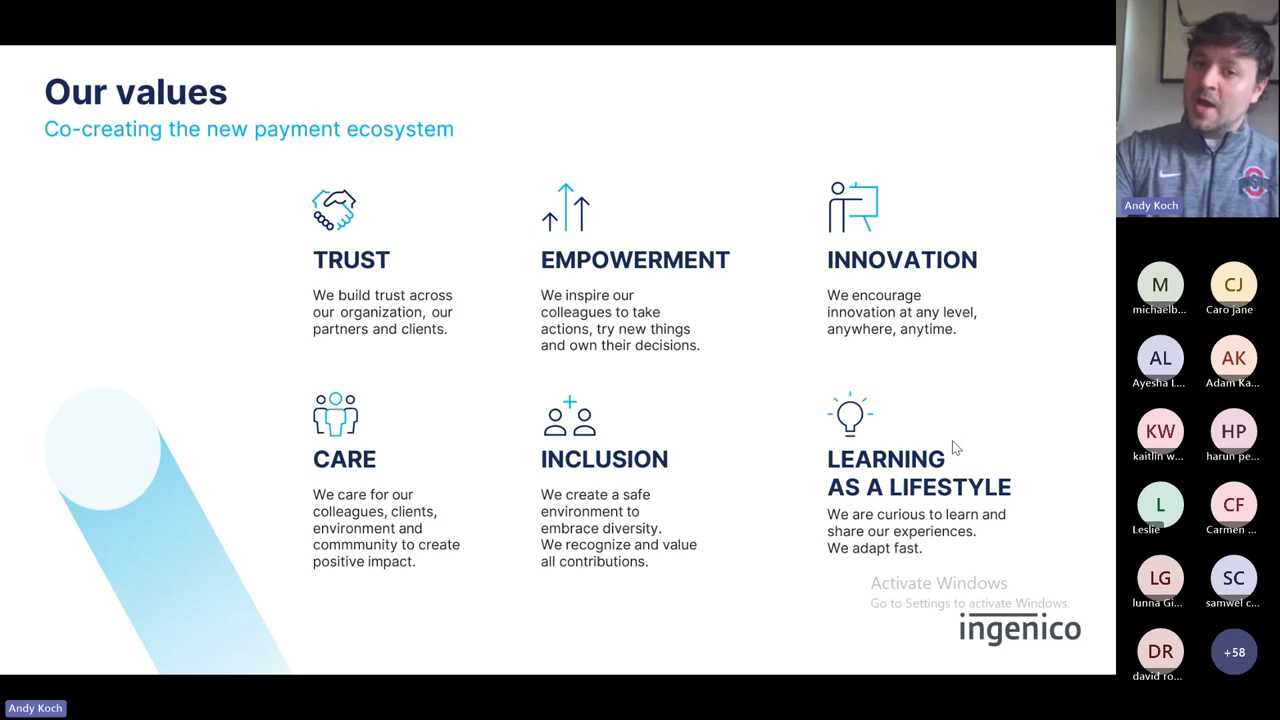 Our values
Co-creating the new payment ecosystem
TRUST
We build trust across
our organization, our
partners and clients.
EMPOWERMENT
We inspire our
colleagues to take
actions, try new things
and own their decisions.
INNOVATION
We encourage
innovation at any level,
anywhere, anytime.
CARE
We care for our
colleagues, clients,
environment and
commmunity to create
positive impact.
INCLUSION
We create a safe
environment to
embrace diversity.
We recognize and value
all contributions.
LEARNING
AS A LIFESTYLE
We are curious to learn and
share our experiences.
We adapt fast.
Activate Windows
Go to Settings to activate Windows.
ingenico
Andy Koch
M
michaelb...
CJ
Caro jane
AL
Ayesha L...
AK
Adam Ka...
KW
kaitlin w...
HP
harun pe...
L
Leslie
CF
Carmen ...
LG
lunna Gi...
SC
samwel c...
DR
david ro...
+58
Andy Koch